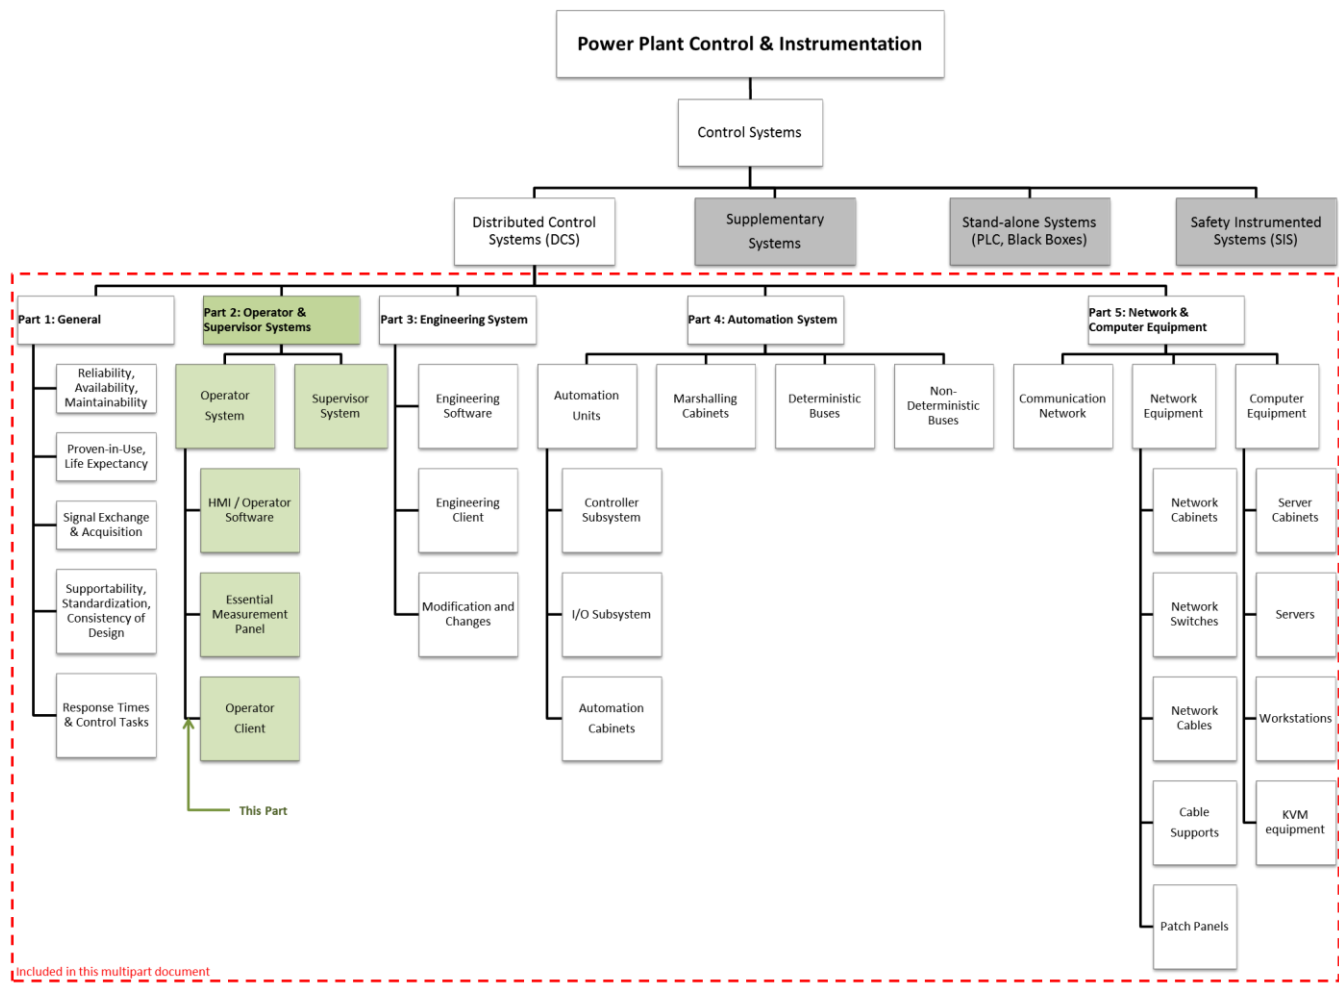 Power Plant Control & Instrumentation
Control Systems
Distributed Control
Systems (DCS)
Supplementary
Systems
Stand-alone Systems
(PLC, Black Boxes)
Safety Instrumented
Systems (SIS)
Part 1: General
Reliability,
Availability,
Maintainability
Proven-in-Use,
Life Expectancy
Signal Exchange
& Acquisition
Supportability,
Standardization,
Consistency of
Design
Response Times
& Control Tasks
Part 2: Operator &
Supervisor Systems
Operator
System
Supervisor
System
HMI / Operator
Software
Essential
Measurement
Panel
Operator
Client
This Part
Part 3: Engineering System
Engineering
Software
Engineering
Client
Modification and
Changes
Part 4: Automation System
Automation
Units
Marshalling
Cabinets
Deterministic
Buses
Non-
Deterministic
Buses
Controller
Subsystem
I/O Subsystem
Automation
Cabinets
Part 5: Network &
Computer Equipment
Communication
Network
Network
Equipment
Computer
Equipment
Network
Cabinets
Network
Switches
Network
Cables
Cable
Supports
Patch Panels
Server
Cabinets
Servers
Workstations
KVM
equipment
Included in this multipart document